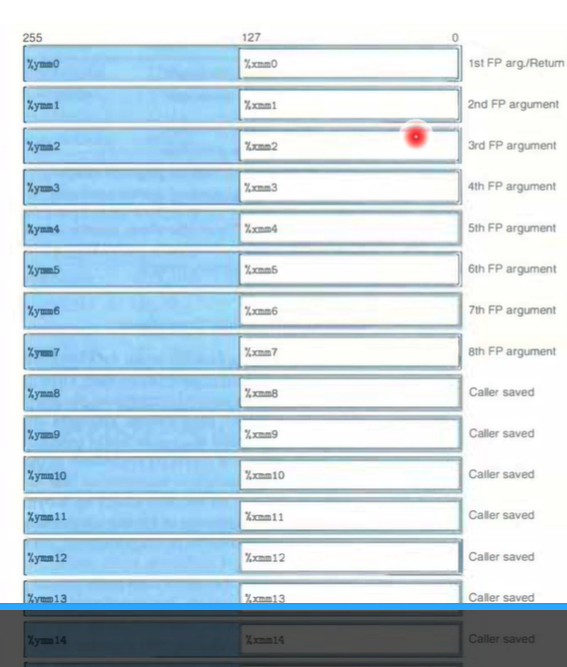 255 127 0
%ymm0 %xmm0 1st FP arg./Return
%ymm1 %xmm1 2nd FP argument
%ymm2 %xmm2 3rd FP argument
%ymm3 %xmm3 4th FP argument
%ymm4 %xmm4 5th FP argument
%ymm5 %xmm5 6th FP argument
%ymm6 %xmm6 7th FP argument
%ymm7 %xmm7 8th FP argument
%ymm8 %xmm8 Caller saved
%ymm9 %xmm9 Caller saved
%ymm10 %xmm10 Caller saved
%ymm11 %xmm11 Caller saved
%ymm12 %xmm12 Caller saved
%ymm13 %xmm13 Caller saved
%ymm14 %xmm14 Caller saved